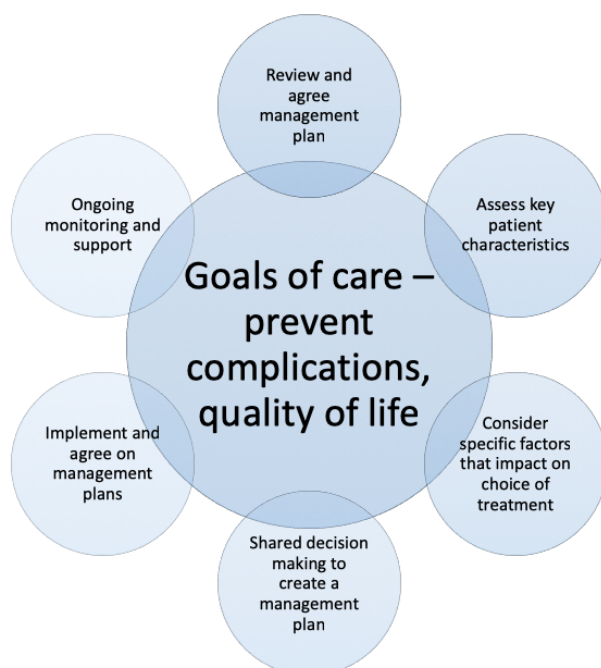 Review and
agree
management
plan
Assess key
patient
characteristics
Consider
specific factors
that impact on
choice of
treatment
Shared decision
making to
create a
management
plan
Implement and
agree on
management
plans
Ongoing
monitoring and
support
Goals of care –
prevent
complications,
quality of life